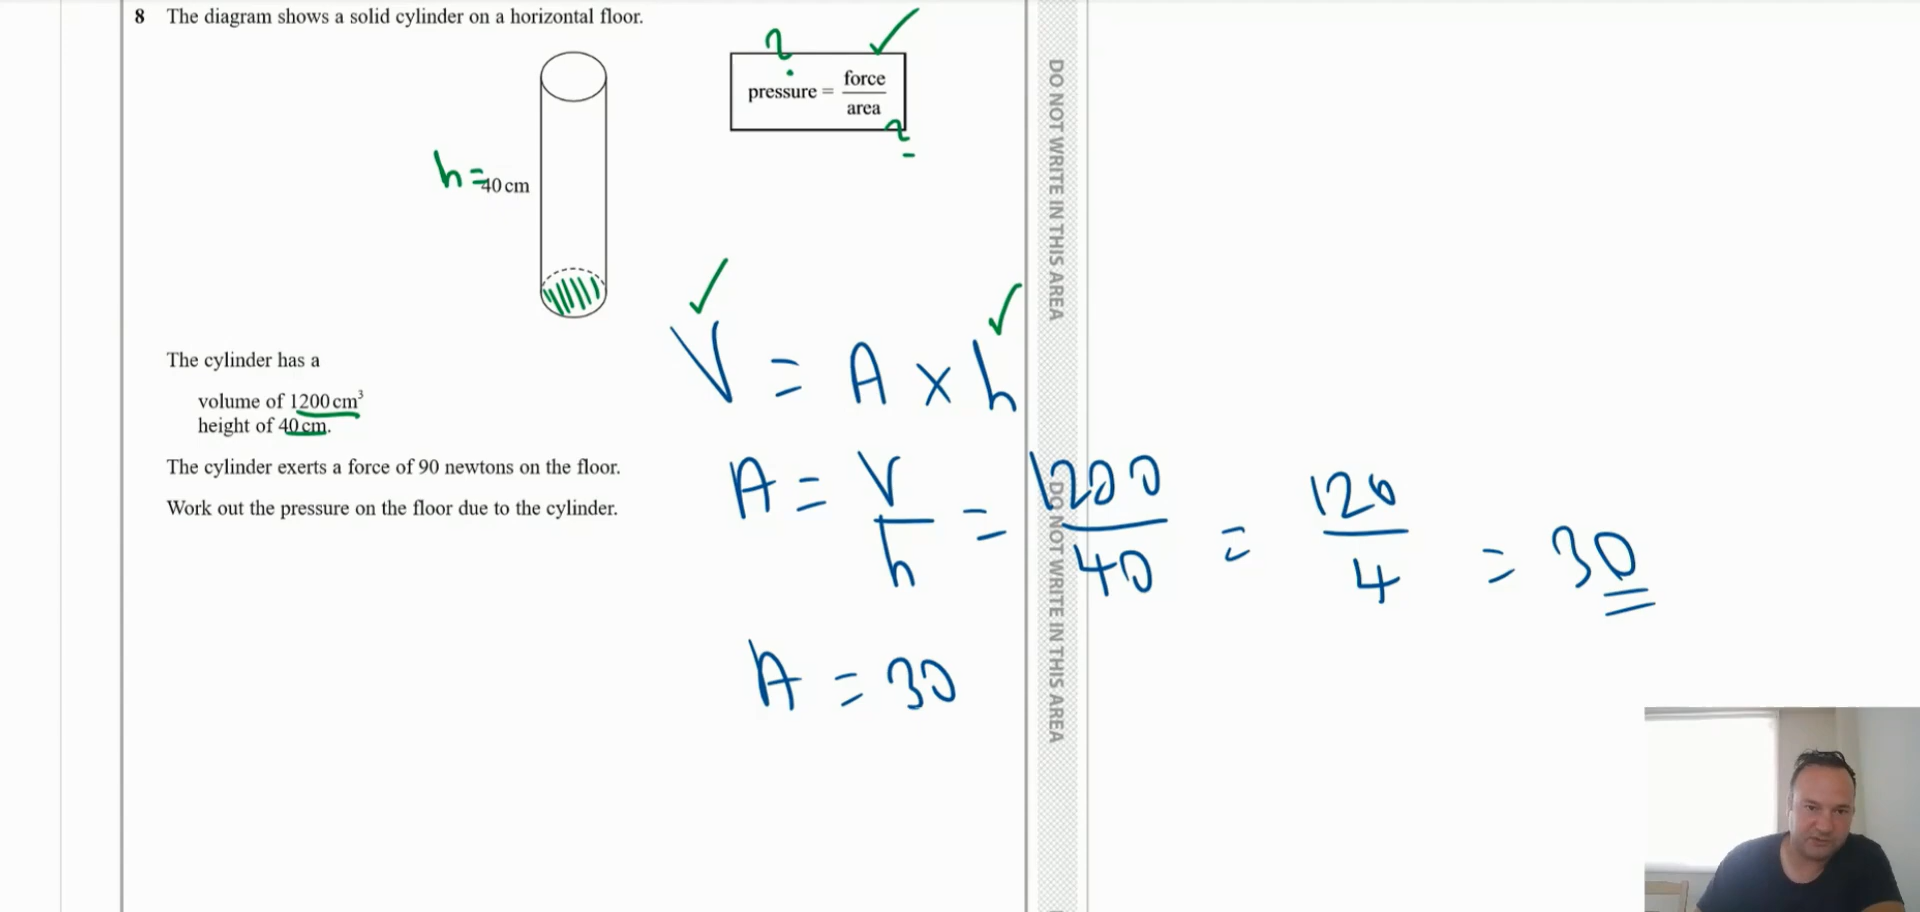 8 The diagram shows a solid cylinder on a horizontal floor.
?
pressure = force / area
?
h = 40 cm
V = A × h
The cylinder has a
volume of 1200 cm³
height of 40 cm.
The cylinder exerts a force of 90 newtons on the floor.
Work out the pressure on the floor due to the cylinder.
A = V / h = 1200 / 40 = 120 / 4 = 30
A = 30
DO NOT WRITE IN THIS AREA
DO NOT WRITE IN THIS AREA